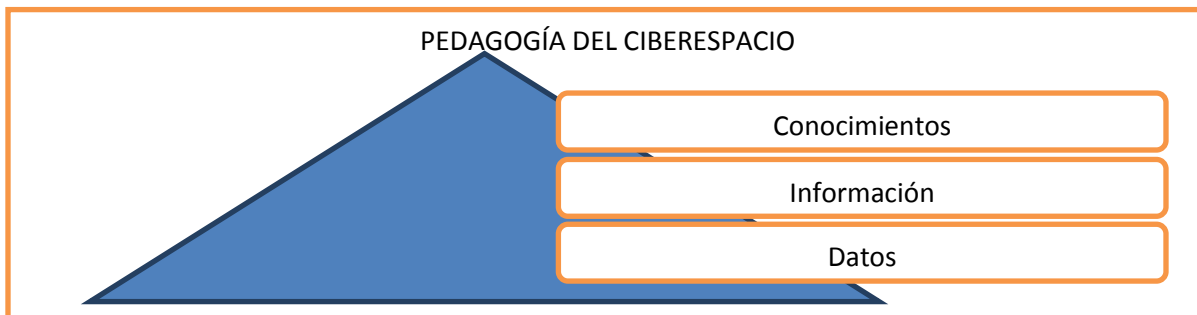 PEDAGOGÍA DEL CIBERESPACIO
Conocimientos
Información
Datos